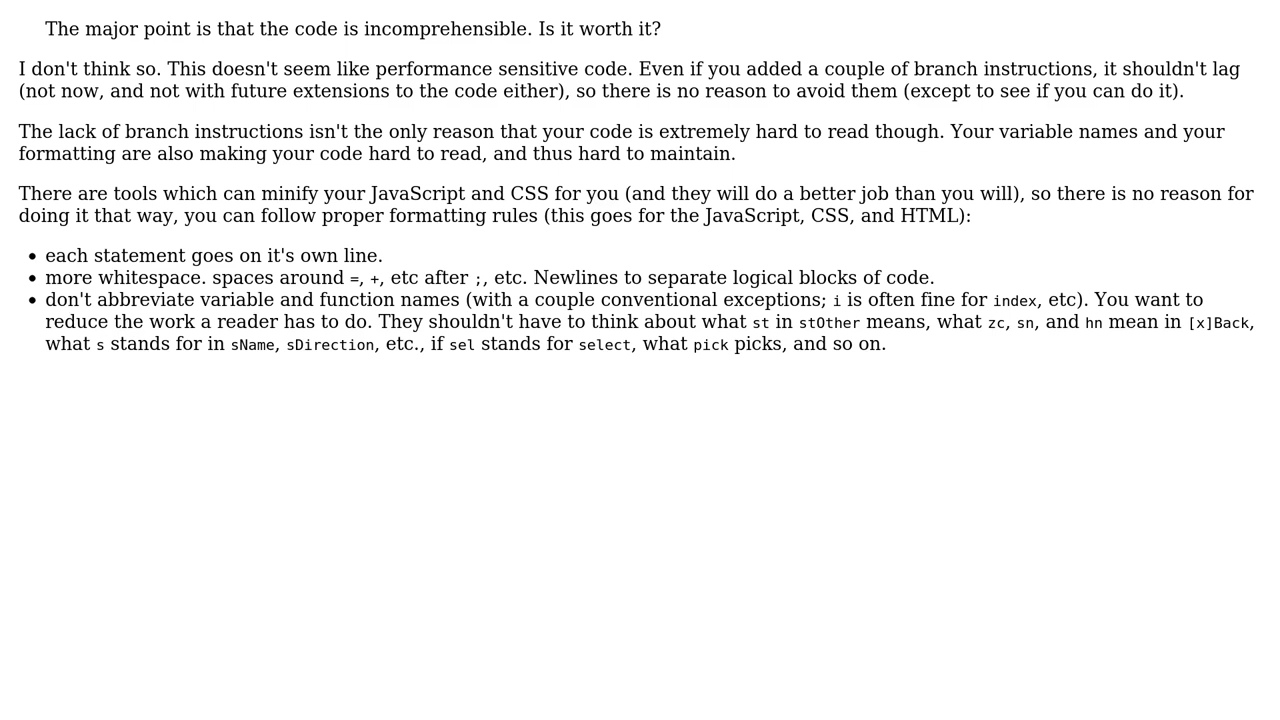 The major point is that the code is incomprehensible. Is it worth it?
I don't think so. This doesn't seem like performance sensitive code. Even if you added a couple of branch instructions, it shouldn't lag
(not now, and not with future extensions to the code either), so there is no reason to avoid them (except to see if you can do it).
The lack of branch instructions isn't the only reason that your code is extremely hard to read though. Your variable names and your
formatting are also making your code hard to read, and thus hard to maintain.
There are tools which can minify your JavaScript and CSS for you (and they will do a better job than you will), so there is no reason for
doing it that way, you can follow proper formatting rules (this goes for the JavaScript, CSS, and HTML):
• each statement goes on it's own line.
• more whitespace. spaces around =, +, etc after ;, etc. Newlines to separate logical blocks of code.
• don't abbreviate variable and function names (with a couple conventional exceptions; i is often fine for index, etc). You want to
reduce the work a reader has to do. They shouldn't have to think about what st in stOther means, what zc, sn, and hn mean in [x]Back,
what s stands for in sName, sDirection, etc., if sel stands for select, what pick picks, and so on.